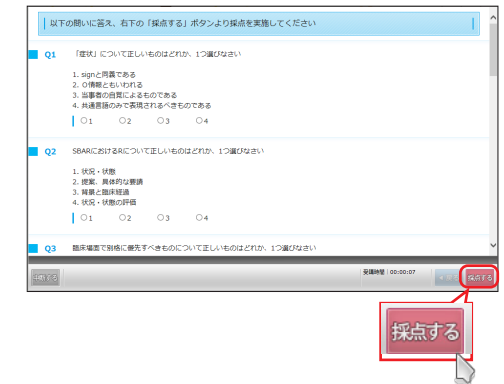 以下の問いに答え、右下の「採点する」ボタンより採点を実施してください
Q1 「症状」について正しいものはどれか、1つ選びなさい
1. signと同義である
2. O情報ともいわれる
3. 当事者の自覚によるものである
4. 共通言語のみで表現されるべきものである
1 2 3 4
Q2 SBARにおけるRについて正しいものはどれか、1つ選びなさい
1. 状況・状態
2. 提案、具体的な要請
3. 背景と臨床経過
4. 状況・状態の評価
1 2 3 4
Q3 臨床場面で別格に優先すべきものについて正しいものはどれか、1つ選びなさい
中断する 受講時間 00:00:07 採点する
採点する